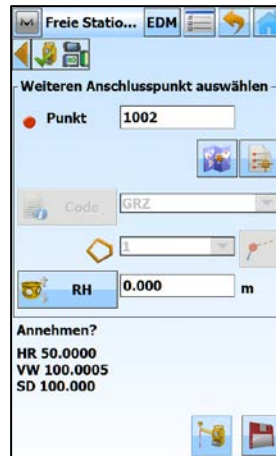 Freie Statio... EDM
Weiteren Anschlusspunkt auswählen
Punkt 1002
Code GRZ
1
RH 0.000 m
Annehmen?
HR 50.0000
VW 100.0005
SD 100.000